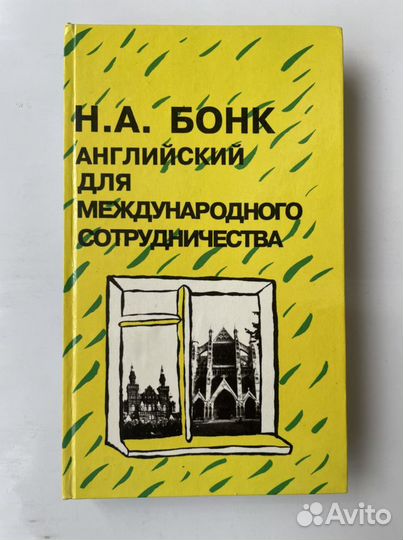 Н.А. БОНК
АНГЛИЙСКИЙ
ДЛЯ
МЕЖДУНАРОДНОГО
СОТРУДНИЧЕСТВА
Avito